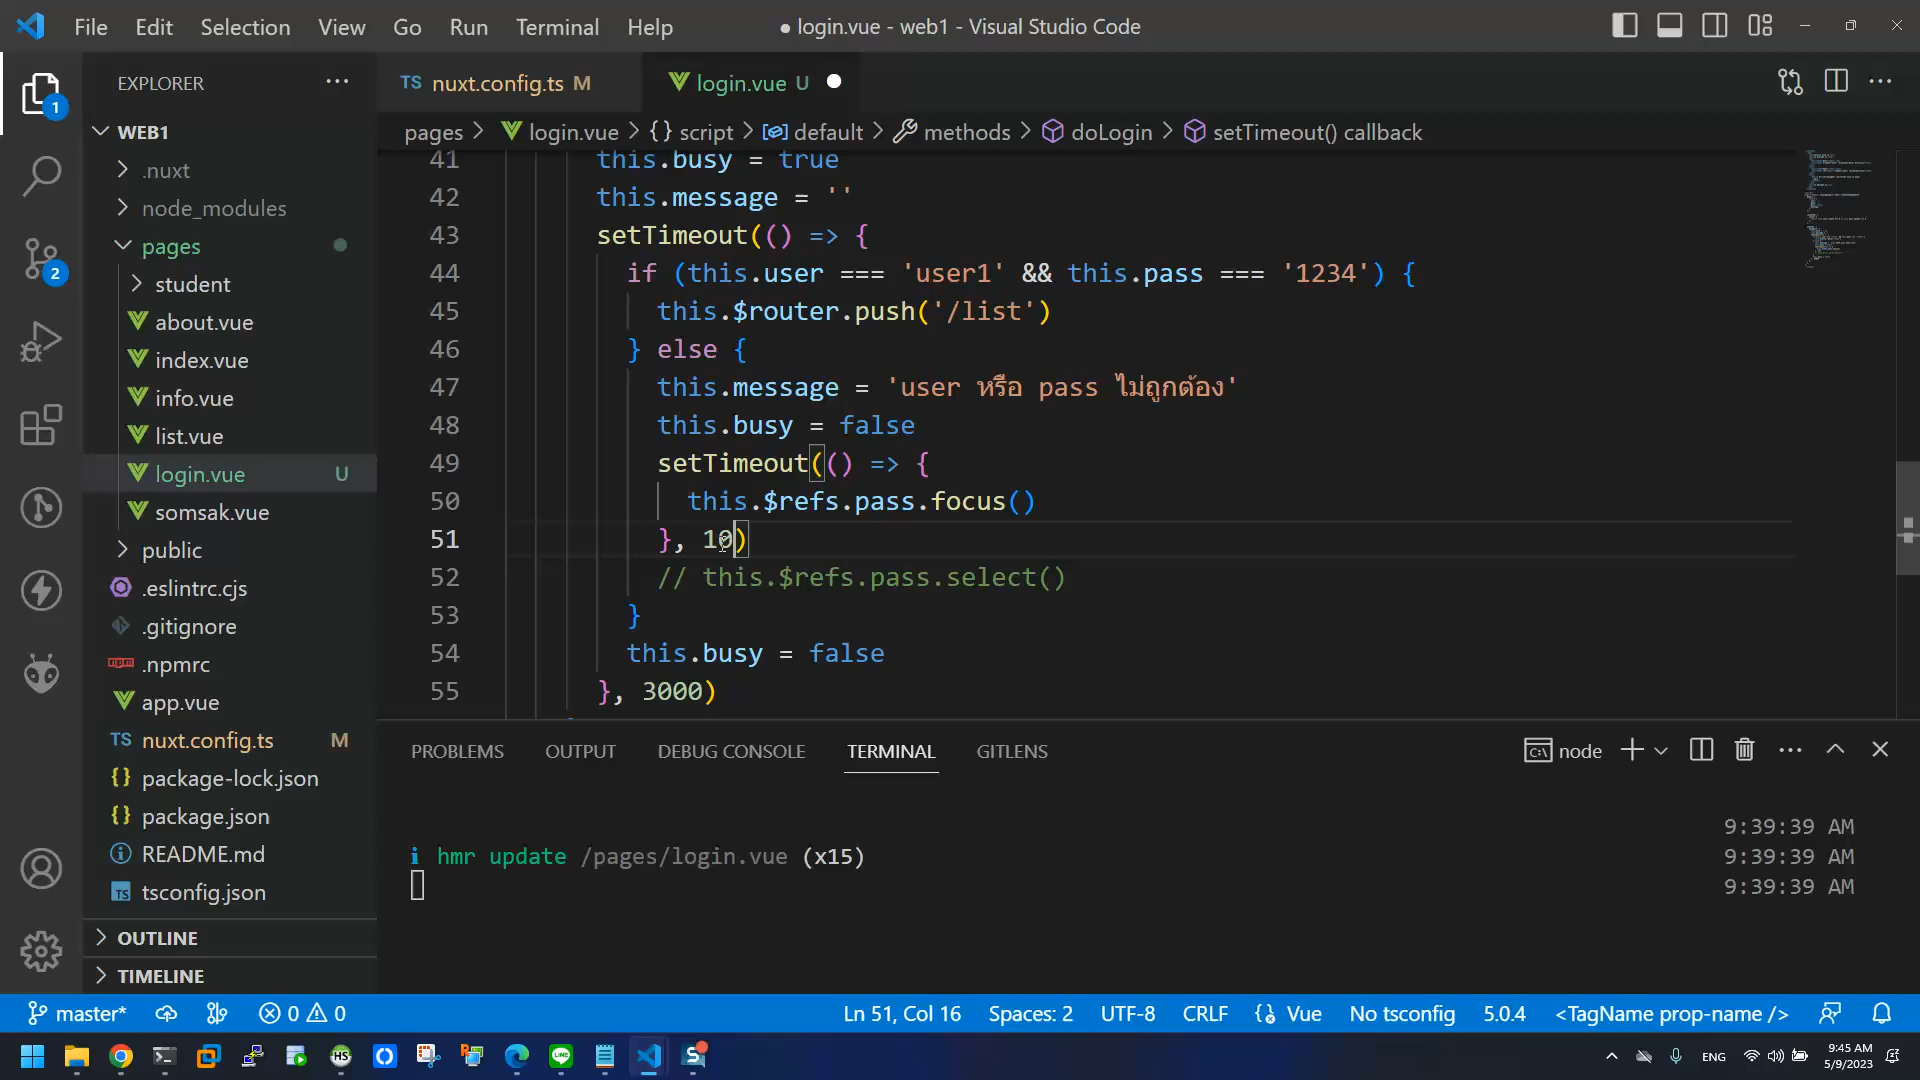 File Edit Selection View Go Run Terminal Help ● login.vue - web1 - Visual Studio Code
EXPLORER
TS nuxt.config.ts M login.vue U
1
pages > login.vue > {} script > default > methods > doLogin > setTimeout() callback
WEB1
.nuxt
node_modules
pages
student
about.vue
index.vue
info.vue
list.vue
login.vue U
somsak.vue
public
.eslintrc.cjs
.gitignore
.npmrc
app.vue
TS nuxt.config.ts M
{} package-lock.json
{} package.json
README.md
TS tsconfig.json
OUTLINE
TIMELINE
2
41 this.busy = true
42 this.message = ''
43 setTimeout(() => {
44 if (this.user === 'user1' && this.pass === '1234') {
45 this.$router.push('/list')
46 } else {
47 this.message = 'user หรือ pass ไม่ถูกต้อง'
48 this.busy = false
49 setTimeout(() => {
50 this.$refs.pass.focus()
51 }, 10)
52 // this.$refs.pass.select()
53 }
54 this.busy = false
55 }, 3000)
PROBLEMS OUTPUT DEBUG CONSOLE TERMINAL GITLENS node
9:39:39 AM
i hmr update /pages/login.vue (x15) 9:39:39 AM
9:39:39 AM
master* 0 0 Ln 51, Col 16 Spaces: 2 UTF-8 CRLF {} Vue No tsconfig 5.0.4 <TagName prop-name />
HS LINE S ENG 9:45 AM
5/9/2023